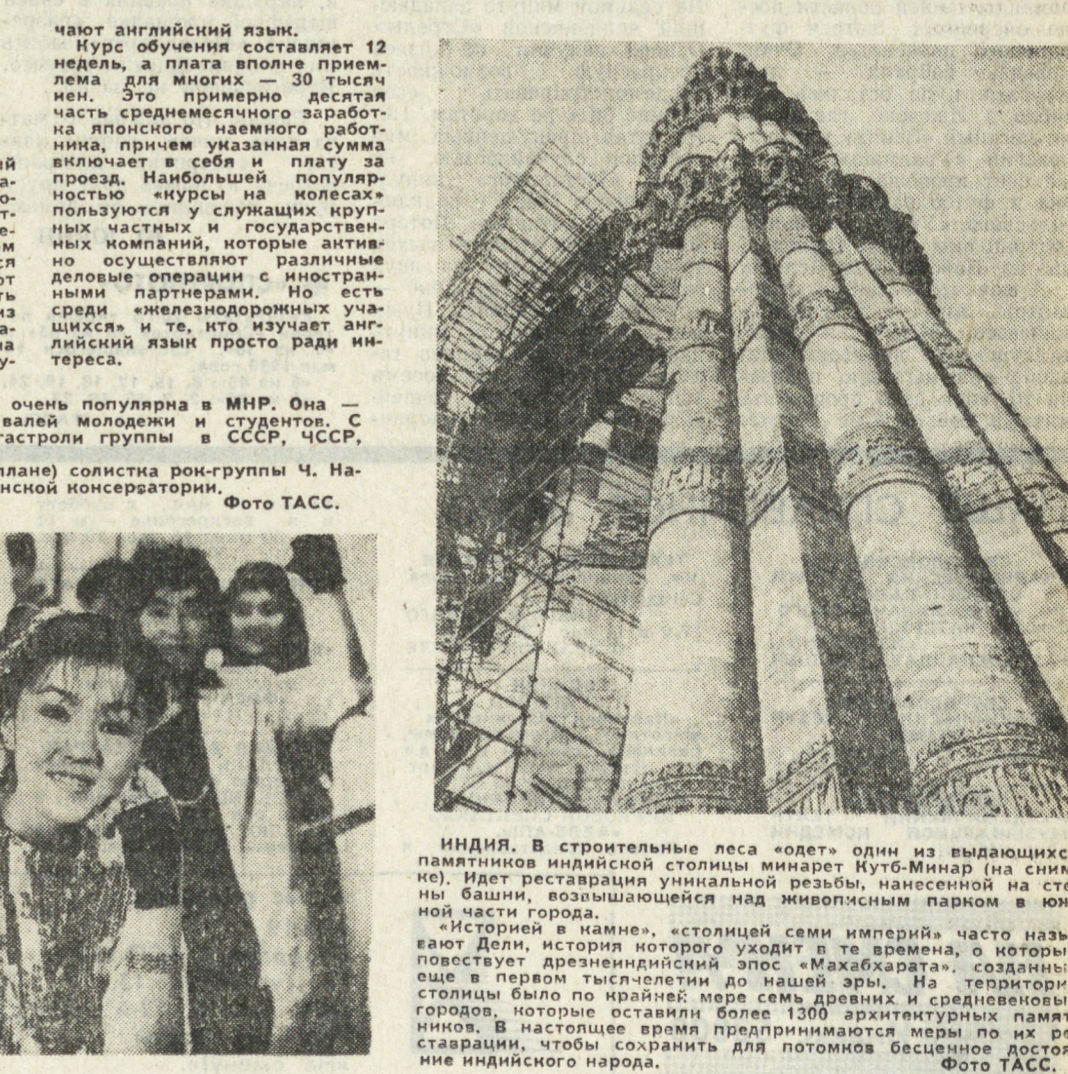 чают английский язык.
Курс обучения составляет 12
недель, а плата вполне прием-
лема для многих — 30 тысяч
иен. Это примерно десятая
часть среднемесячного заработ-
ка японского наемного работ-
ника, причем указанная сумма
включает в себя и плату за
проезд. Наибольшей популяр-
ностью «курсы на колесах»
пользуются у служащих круп-
ных частных и государствен-
ных компаний, которые актив-
но осуществляют различные
деловые операции с иностран-
ными партнерами. Но есть
среди «железнодорожных уча-
щихся» и те, кто изучает анг-
лийский язык просто ради ин-
тереса.
очень популярна в МНР. Она —
валей молодежи и студентов. С
гастроли группы в СССР, ЧССР,
плане) солистка рок-группы Ч. На-
нской консерватории.
Фото ТАСС.
ИНДИЯ. В строительные леса «одет» один из выдающихс
памятников индийской столицы минарет Кутб-Минар (на сним
ке). Идет реставрация уникальной резьбы, нанесенной на сте
ны башни, возвышающейся над живописным парком в юж
ной части города.
«Историей в камне», «столицей семи империй» часто назы
вают Дели, история которого уходит в те времена, о которы
повествует древнеиндийский эпос «Махабхарата», созданны
еще в первом тысячелетии до нашей эры. На территори
столицы было по крайней мере семь древних и средневековы
городов, которые оставили более 1300 архитектурных памят
ников. В настоящее время предпринимаются меры по их ре
ставрации, чтобы сохранить для потомков бесценное достоя
ние индийского народа.
Фото ТАСС.